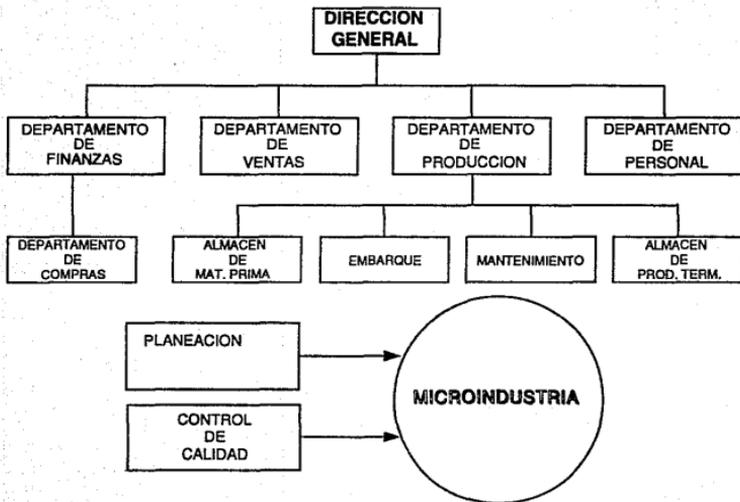 DIRECCION
GENERAL
DEPARTAMENTO
DE
FINANZAS
DEPARTAMENTO
DE
VENTAS
DEPARTAMENTO
DE
PRODUCCION
DEPARTAMENTO
DE
PERSONAL
DEPARTAMENTO
DE
COMPRAS
ALMACEN
DE
MAT. PRIMA
EMBARQUE
MANTENIMIENTO
ALMACEN
DE
PROD. TERM.
PLANEACION
MICROINDUSTRIA
CONTROL
DE
CALIDAD